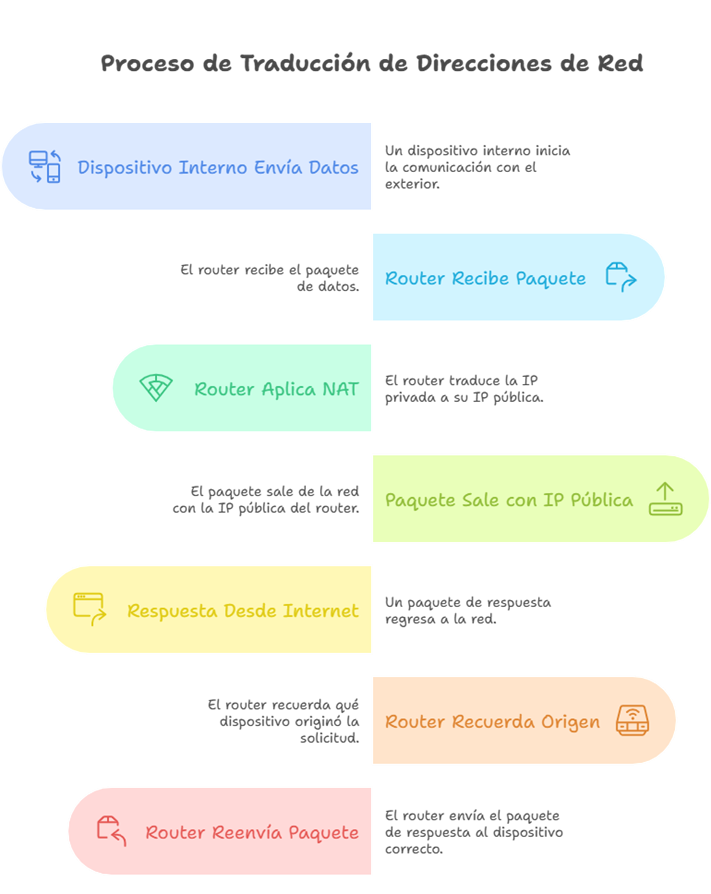 Proceso de Traducción de Direcciones de Red
Dispositivo Interno Envía Datos
Un dispositivo interno inicia
la comunicación con el
exterior.
El router recibe el paquete
de datos.
Router Recibe Paquete
Router Aplica NAT
El router traduce la IP
privada a su IP pública.
El paquete sale de la red
con la IP pública del router.
Paquete Sale con IP Pública
Respuesta Desde Internet
Un paquete de respuesta
regresa a la red.
El router recuerda qué
dispositivo originó la
solicitud.
Router Recuerda Origen
Router Reenvía Paquete
El router envía el paquete
de respuesta al dispositivo
correcto.